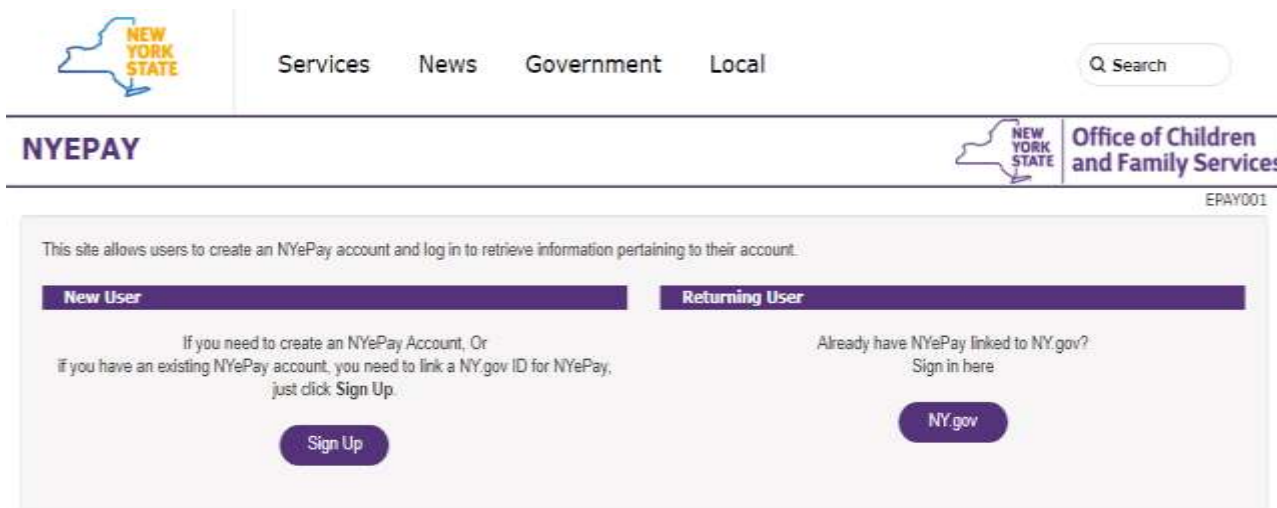 NEW
YORK
STATE
Services News Government Local
Search
NYEPAY
NEW
YORK
STATE
Office of Children
and Family Services
EPAY001
This site allows users to create an NYePay account and log in to retrieve information pertaining to their account.
New User
If you need to create an NYePay Account, Or
if you have an existing NYePay account, you need to link a NY.gov ID for NYePay,
just click Sign Up.
Sign Up
Returning User
Already have NYePay linked to NY.gov?
Sign in here
NY.gov